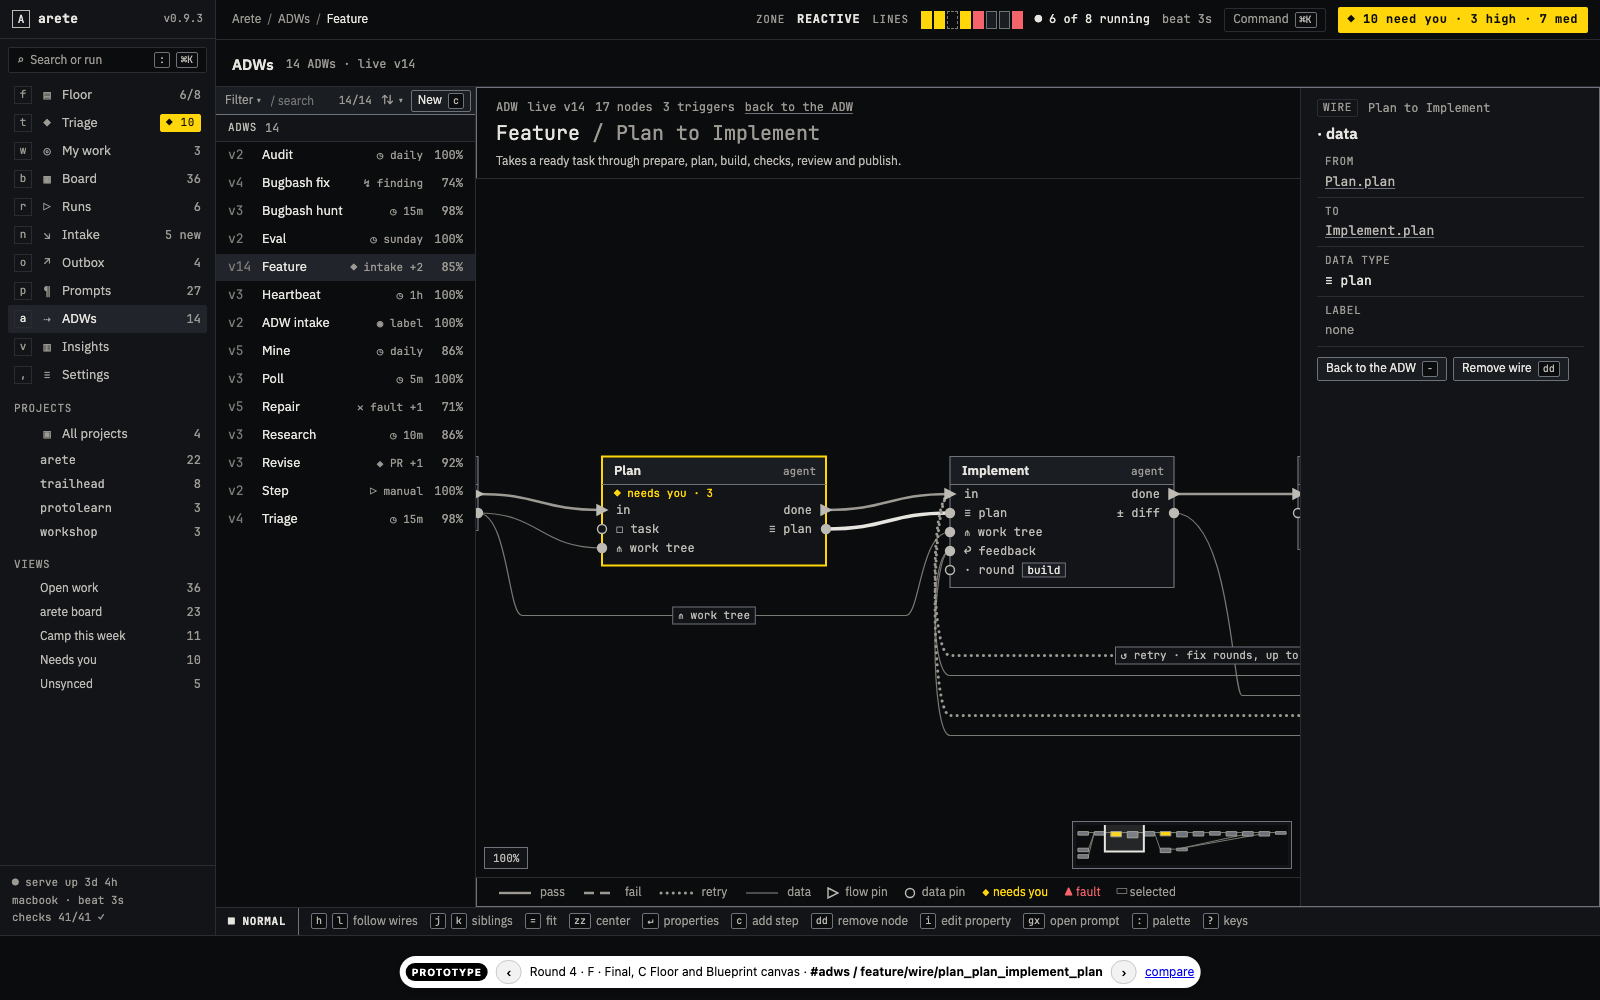 A arete v0.9.3
Search or run : ⌘K
f Floor 6/8
t Triage ◆ 10
w My work 3
b Board 36
r Runs 6
n Intake 5 new
o Outbox 4
p ¶ Prompts 27
a → ADWs 14
v Insights
, ≡ Settings
PROJECTS
All projects 4
arete 22
trailhead 8
protolearn 3
workshop 3
VIEWS
Open work 36
arete board 23
Camp this week 11
Needs you 10
Unsynced 5
● serve up 3d 4h
macbook · beat 3s
checks 41/41 ✓
Arete / ADWs / Feature
ZONE REACTIVE LINES ● 6 of 8 running beat 3s Command ⌘K ◆ 10 need you · 3 high · 7 med
ADWs 14 ADWs · live v14
Filter ▾ / search 14/14 ⇅ ▾ New c
ADWS 14
v2 Audit ◷ daily 100%
v4 Bugbash fix ↯ finding 74%
v3 Bugbash hunt ◷ 15m 98%
v2 Eval ◷ sunday 100%
v14 Feature ◆ intake +2 85%
v3 Heartbeat ◷ 1h 100%
v2 ADW intake ◉ label 100%
v5 Mine ◷ daily 86%
v3 Poll ◷ 5m 100%
v5 Repair × fault +1 71%
v3 Research ◷ 10m 86%
v3 Revise ◆ PR +1 92%
v2 Step ▷ manual 100%
v4 Triage ◷ 15m 98%
ADW live v14 17 nodes 3 triggers back to the ADW
Feature / Plan to Implement
Takes a ready task through prepare, plan, build, checks, review and publish.
Plan agent
◆ needs you · 3
in done
□ task ≡ plan
⋔ work tree
Implement agent
in done
≡ plan ± diff
⋔ work tree
↩ feedback
· round build
⋔ work tree
↺ retry · fix rounds, up to
100%
pass fail retry data flow pin data pin ◆ needs you ▲ fault selected
WIRE Plan to Implement
· data
FROM
Plan.plan
TO
Implement.plan
DATA TYPE
≡ plan
LABEL
none
Back to the ADW - Remove wire dd
■ NORMAL h l follow wires j k siblings = fit zz center ↵ properties c add step dd remove node i edit property gx open prompt : palette ? keys
PROTOTYPE ‹ Round 4 · F · Final, C Floor and Blueprint canvas · #adws / feature/wire/plan_plan_implement_plan › compare